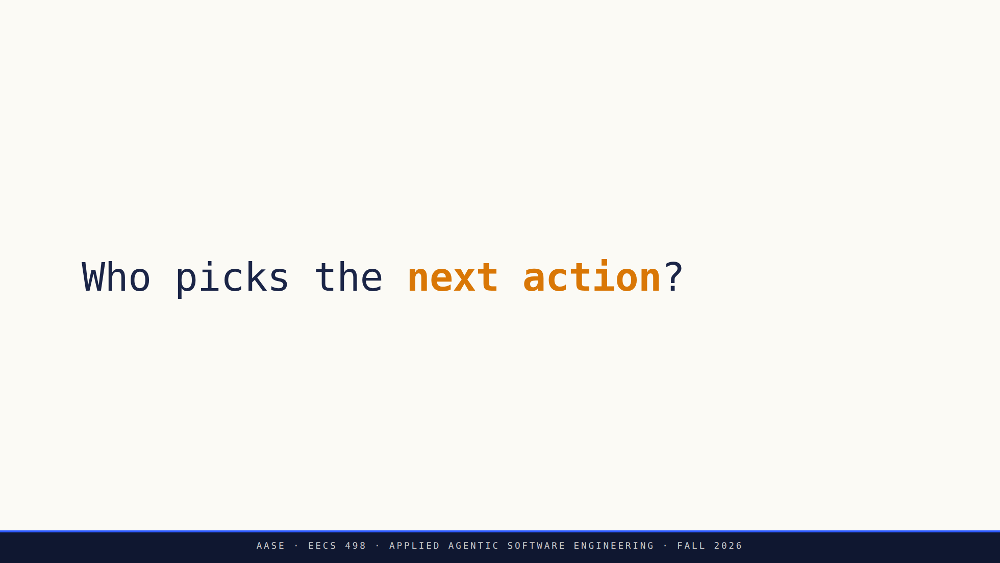 Who picks the next action?
AASE · EECS 498 · APPLIED AGENTIC SOFTWARE ENGINEERING · FALL 2026